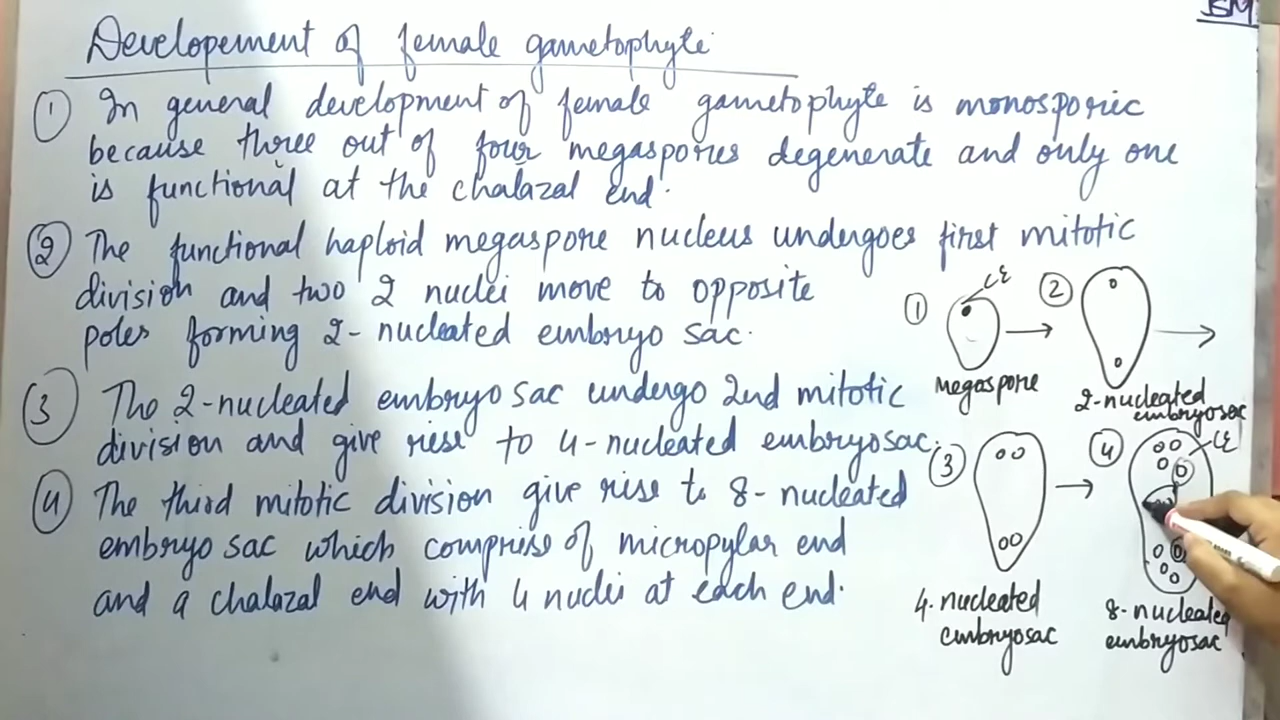 SM
Developement of female gametophyte
① In general development of female gametophyte is monosporic
because three out of four megaspores degenerate and only one
is functional at the chalazal end.
② The functional haploid megaspore nucleus undergoes first mitotic
division and two 2 nuclei move to opposite
poles forming 2-nucleated embryo sac.
③ The 2-nucleated embryo sac undergo 2nd mitotic
division and give rise to 4-nucleated embryosac.
④ The third mitotic division give rise to 8-nucleated
embryo sac which comprise of micropylar end
and a chalazal end with 4 nuclei at each end.
① CE ②
megaspore
2-nucleated
embryosac
③ ④ CE
4-nucleated
embryosac
8-nucleated
embryosac